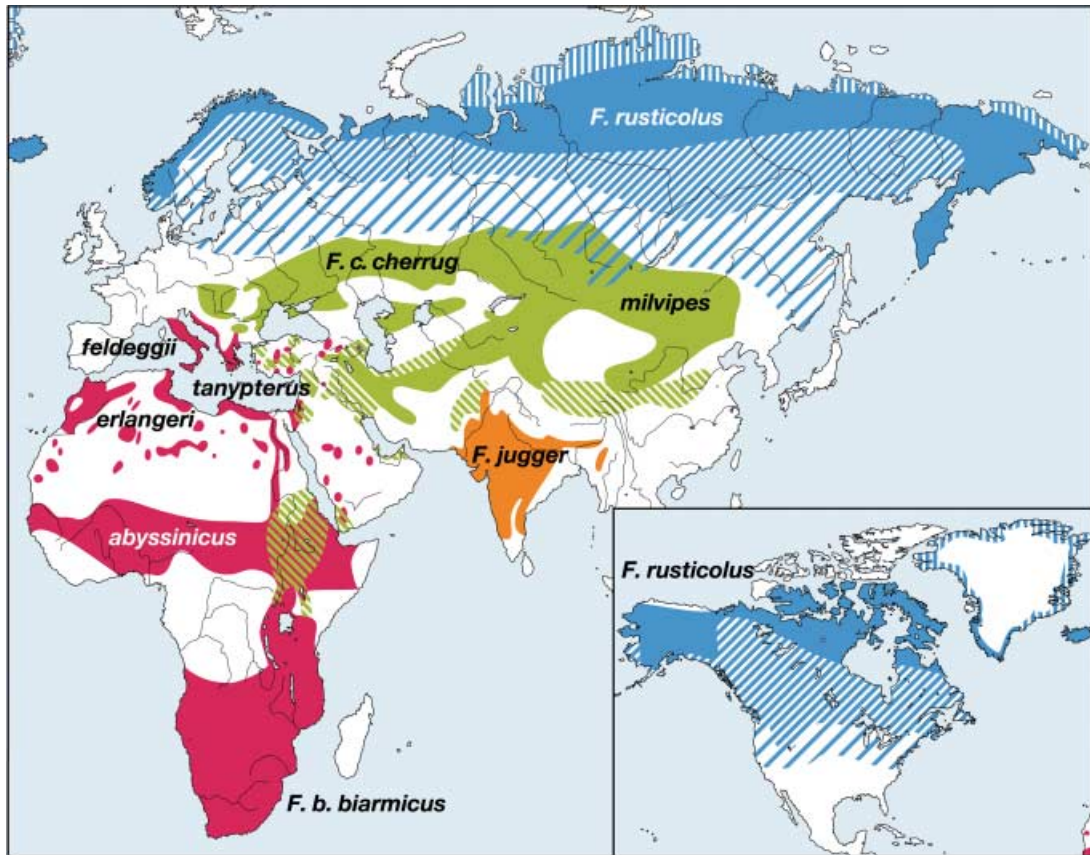 F. rusticolus
F. c. cherrug
milvipes
feldeggii
tanypterus
erlangeri
F. jugger
abyssinicus
F. rusticolus
F. b. biarmicus